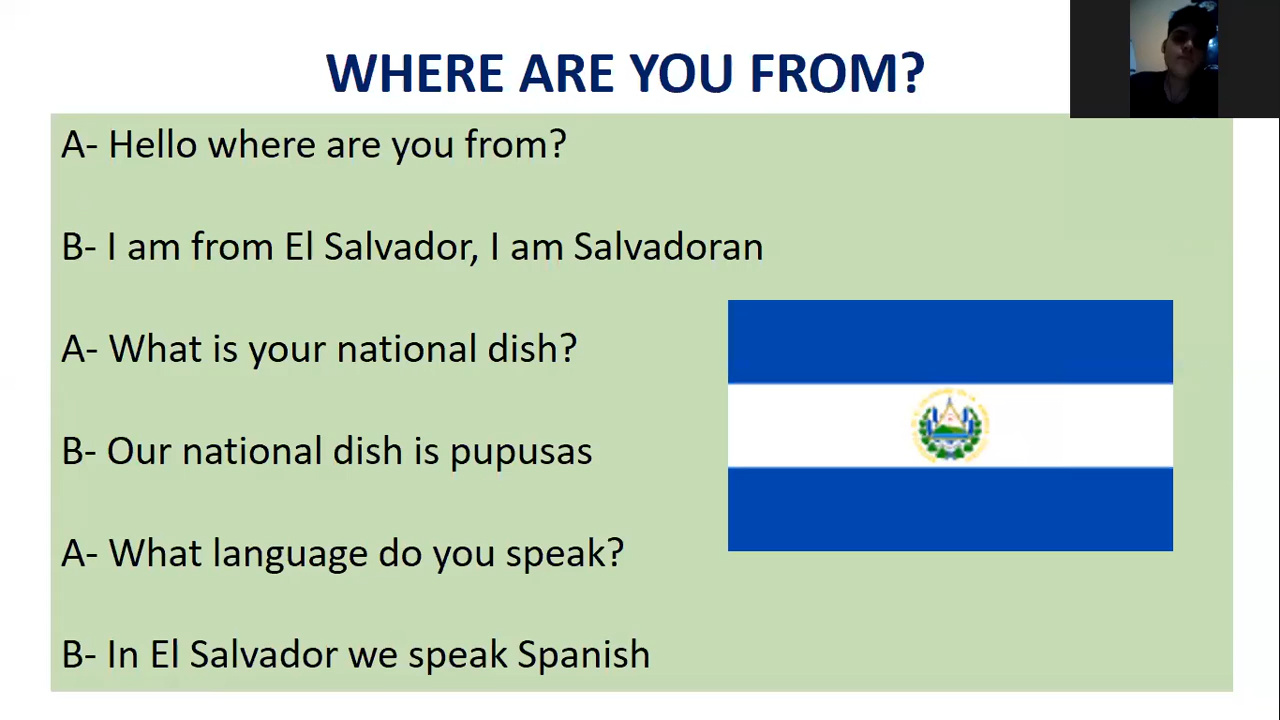 WHERE ARE YOU FROM?
A- Hello where are you from?
B- I am from El Salvador, I am Salvadoran
A- What is your national dish?
B- Our national dish is pupusas
A- What language do you speak?
B- In El Salvador we speak Spanish